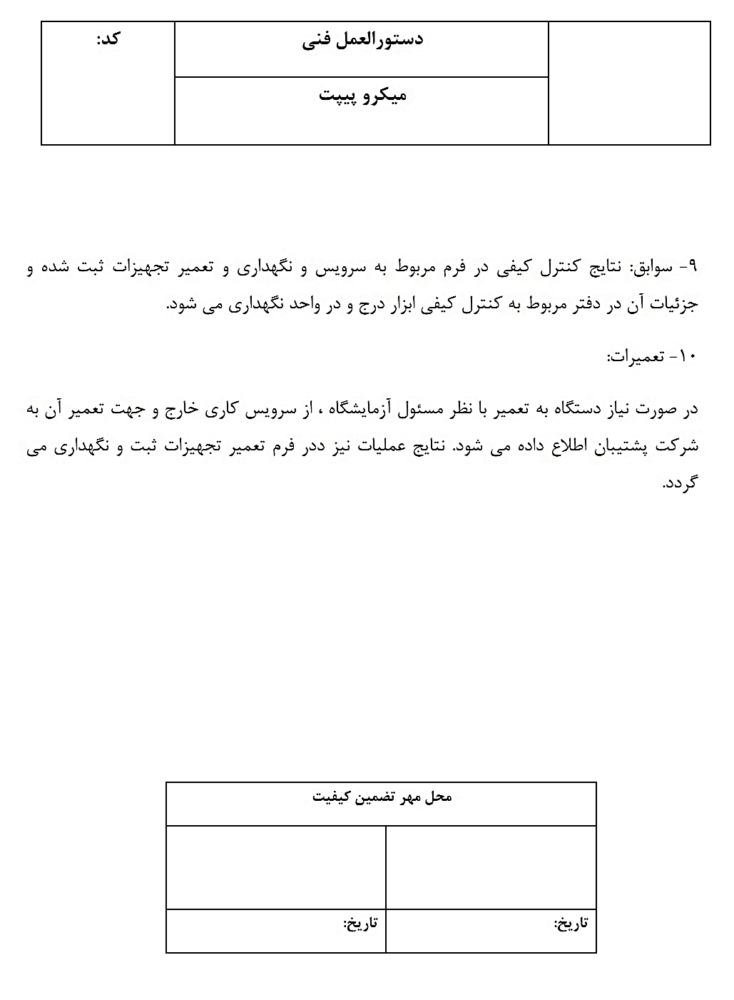 دستورالعمل فنی
کد:
میکرو پیپت
۹- سوابق: نتایج کنترل کیفی در فرم مربوط به سرویس و نگهداری و تعمیر تجهیزات ثبت شده و
جزئیات آن در دفتر مربوط به کنترل کیفی ابزار درج و در واحد نگهداری می شود.
۱۰- تعمیرات:
در صورت نیاز دستگاه به تعمیر با نظر مسئول آزمایشگاه ، از سرویس کاری خارج و جهت تعمیر آن به
شرکت پشتیبان اطلاع داده می شود. نتایج عملیات نیز ددر فرم تعمیر تجهیزات ثبت و نگهداری می
گردد.
محل مهر تضمین کیفیت
تاریخ:
تاریخ: